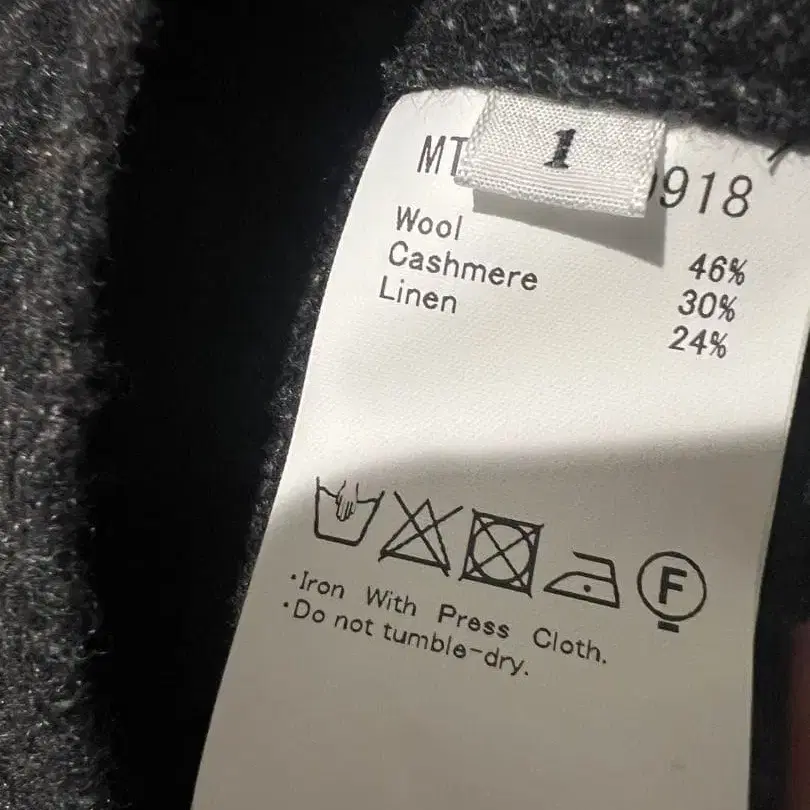 1
MT 918
Wool 46%
Cashmere 30%
Linen 24%
F
·Iron With Press Cloth.
·Do not tumble-dry.